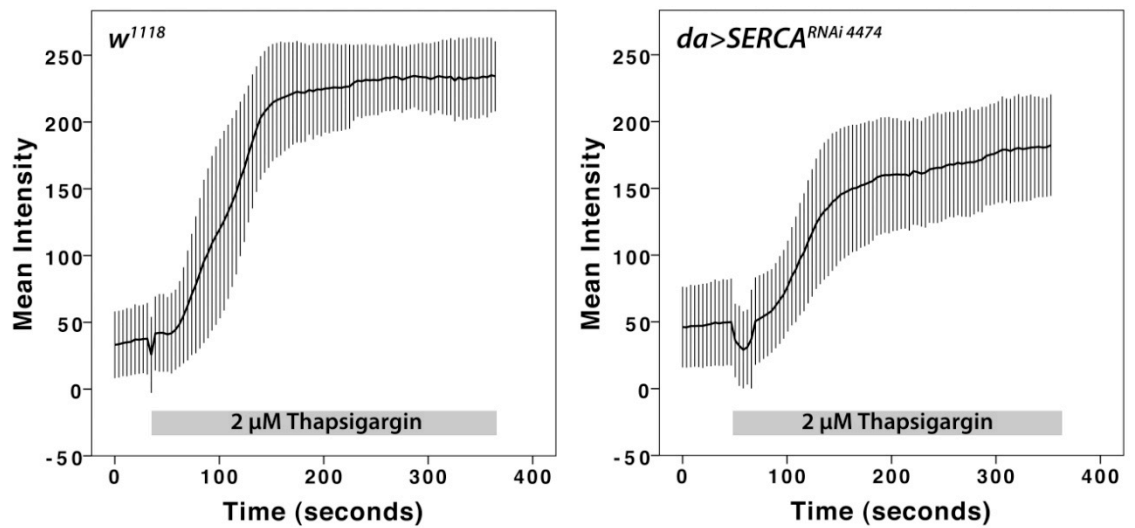 w1118
Mean Intensity
250
200
150
100
50
0
-50
2 µM Thapsigargin
0 100 200 300 400
Time (seconds)
da>SERCARNAi 4474
Mean Intensity
250
200
150
100
50
0
-50
2 µM Thapsigargin
0 100 200 300 400
Time (seconds)